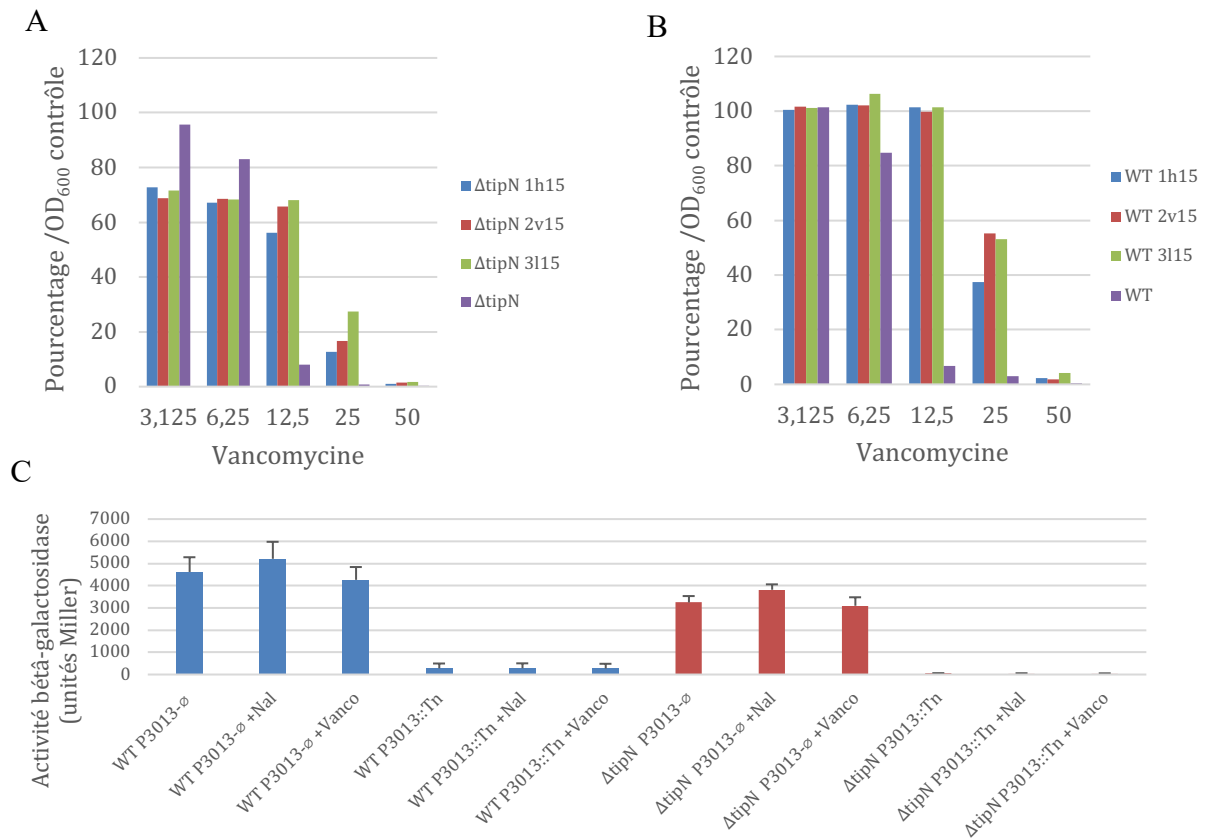 A
Pourcentage /OD600 contrôle
120
100
80
60
40
20
0
3,125 6,25 12,5 25 50
Vancomycine
ΔtipN 1h15
ΔtipN 2v15
ΔtipN 3l15
ΔtipN
B
Pourcentage /OD600 contrôle
120
100
80
60
40
20
0
3,125 6,25 12,5 25 50
Vancomycine
WT 1h15
WT 2v15
WT 3l15
WT
C
Activité bétâ-galactosidase
(unités Miller)
7000
6000
5000
4000
3000
2000
1000
0
WT P3013-ø
WT P3013-ø +Nal
WT P3013-ø +Vanco
WT P3013::Tn
WT P3013::Tn +Nal
WT P3013::Tn +Vanco
ΔtipN P3013-ø
ΔtipN P3013-ø +Nal
ΔtipN P3013-ø +Vanco
ΔtipN P3013::Tn
ΔtipN P3013::Tn +Nal
ΔtipN P3013::Tn +Vanco